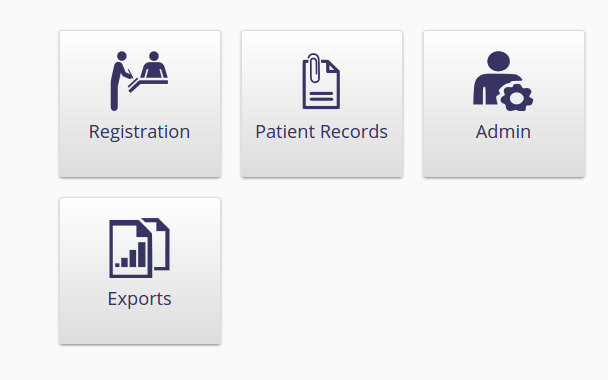 Registration
Patient Records
Admin
Exports